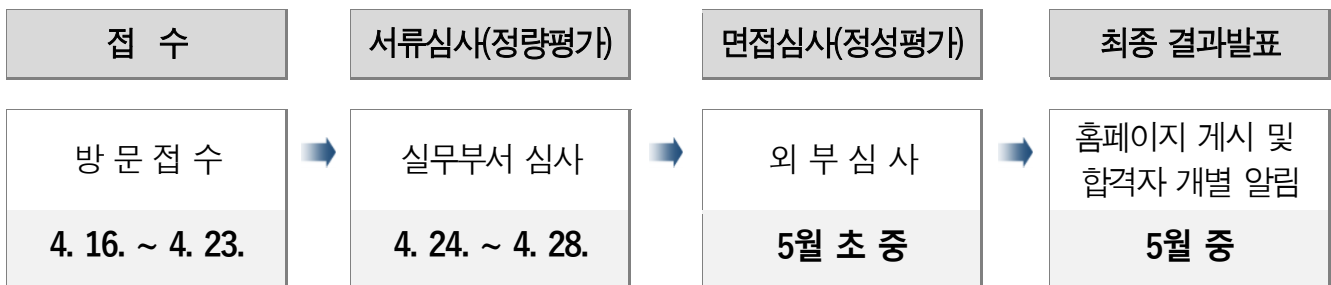 접 수
서류심사(정량평가)
면접심사(정성평가)
최종 결과발표
방 문 접 수
실무부서 심사
외 부 심 사
홈페이지 게시 및
합격자 개별 알림
4. 16. ~ 4. 23.
4. 24. ~ 4. 28.
5월 초 중
5월 중